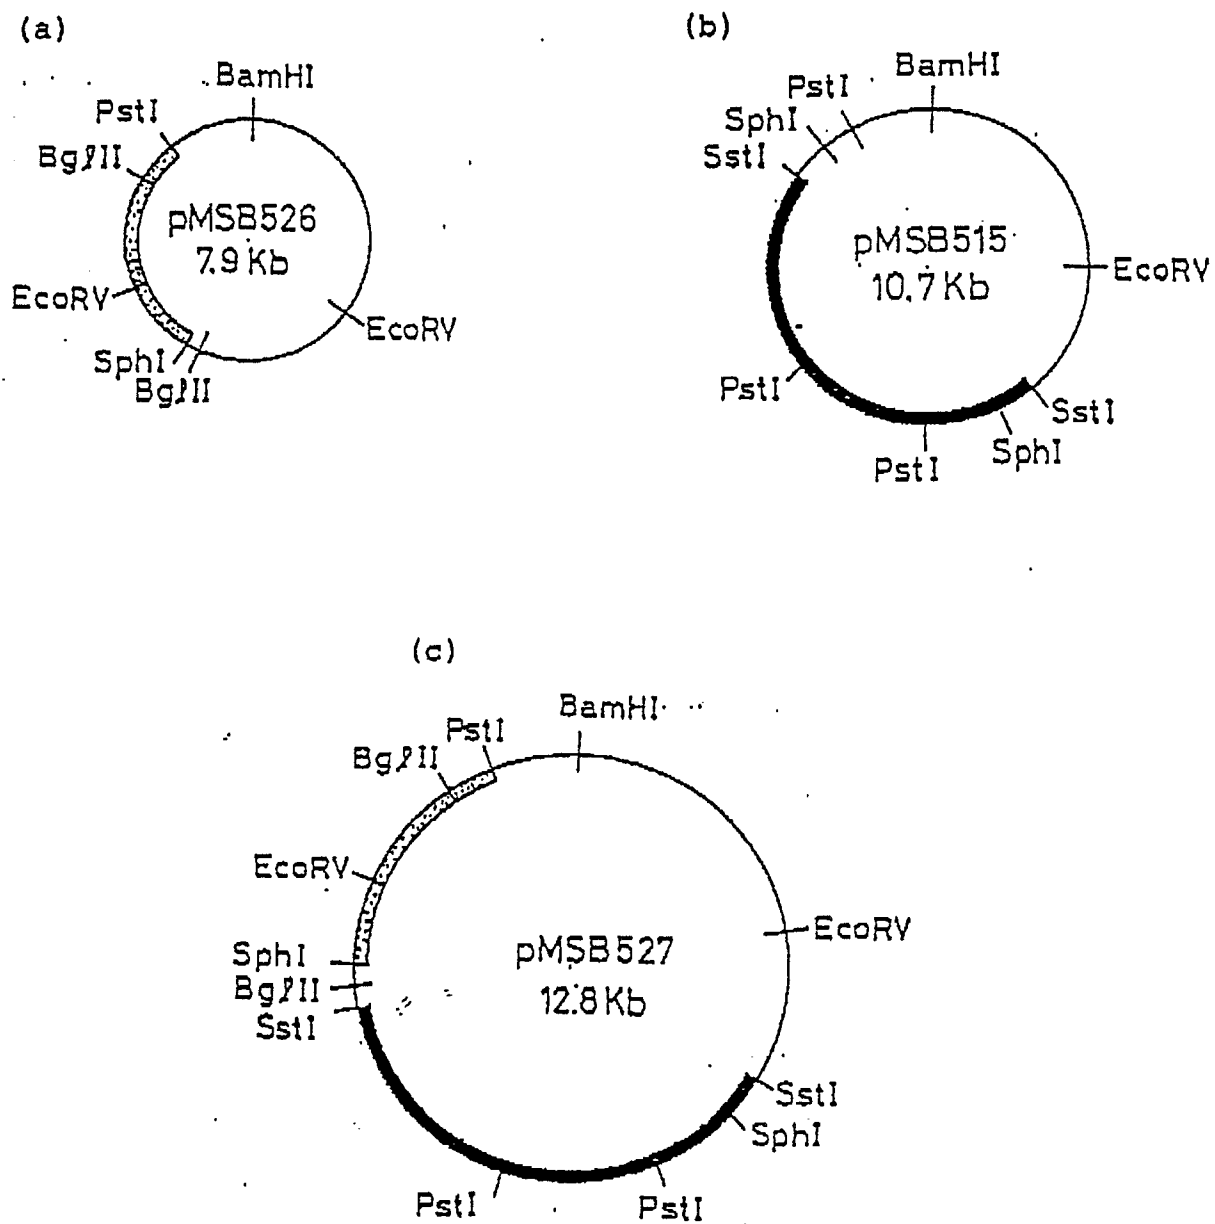 (a)
BamHI
PstI
BglII
pMSB526
7.9 Kb
EcoRV
EcoRV
SphI
BglII
(b)
BamHI
PstI
SphI
SstI
pMSB515
10.7 Kb
EcoRV
PstI
SstI
SphI
PstI
(c)
BamHI
PstI
BglII
EcoRV
EcoRV
pMSB527
12.8 Kb
SphI
BglII
SstI
SstI
SphI
PstI
PstI